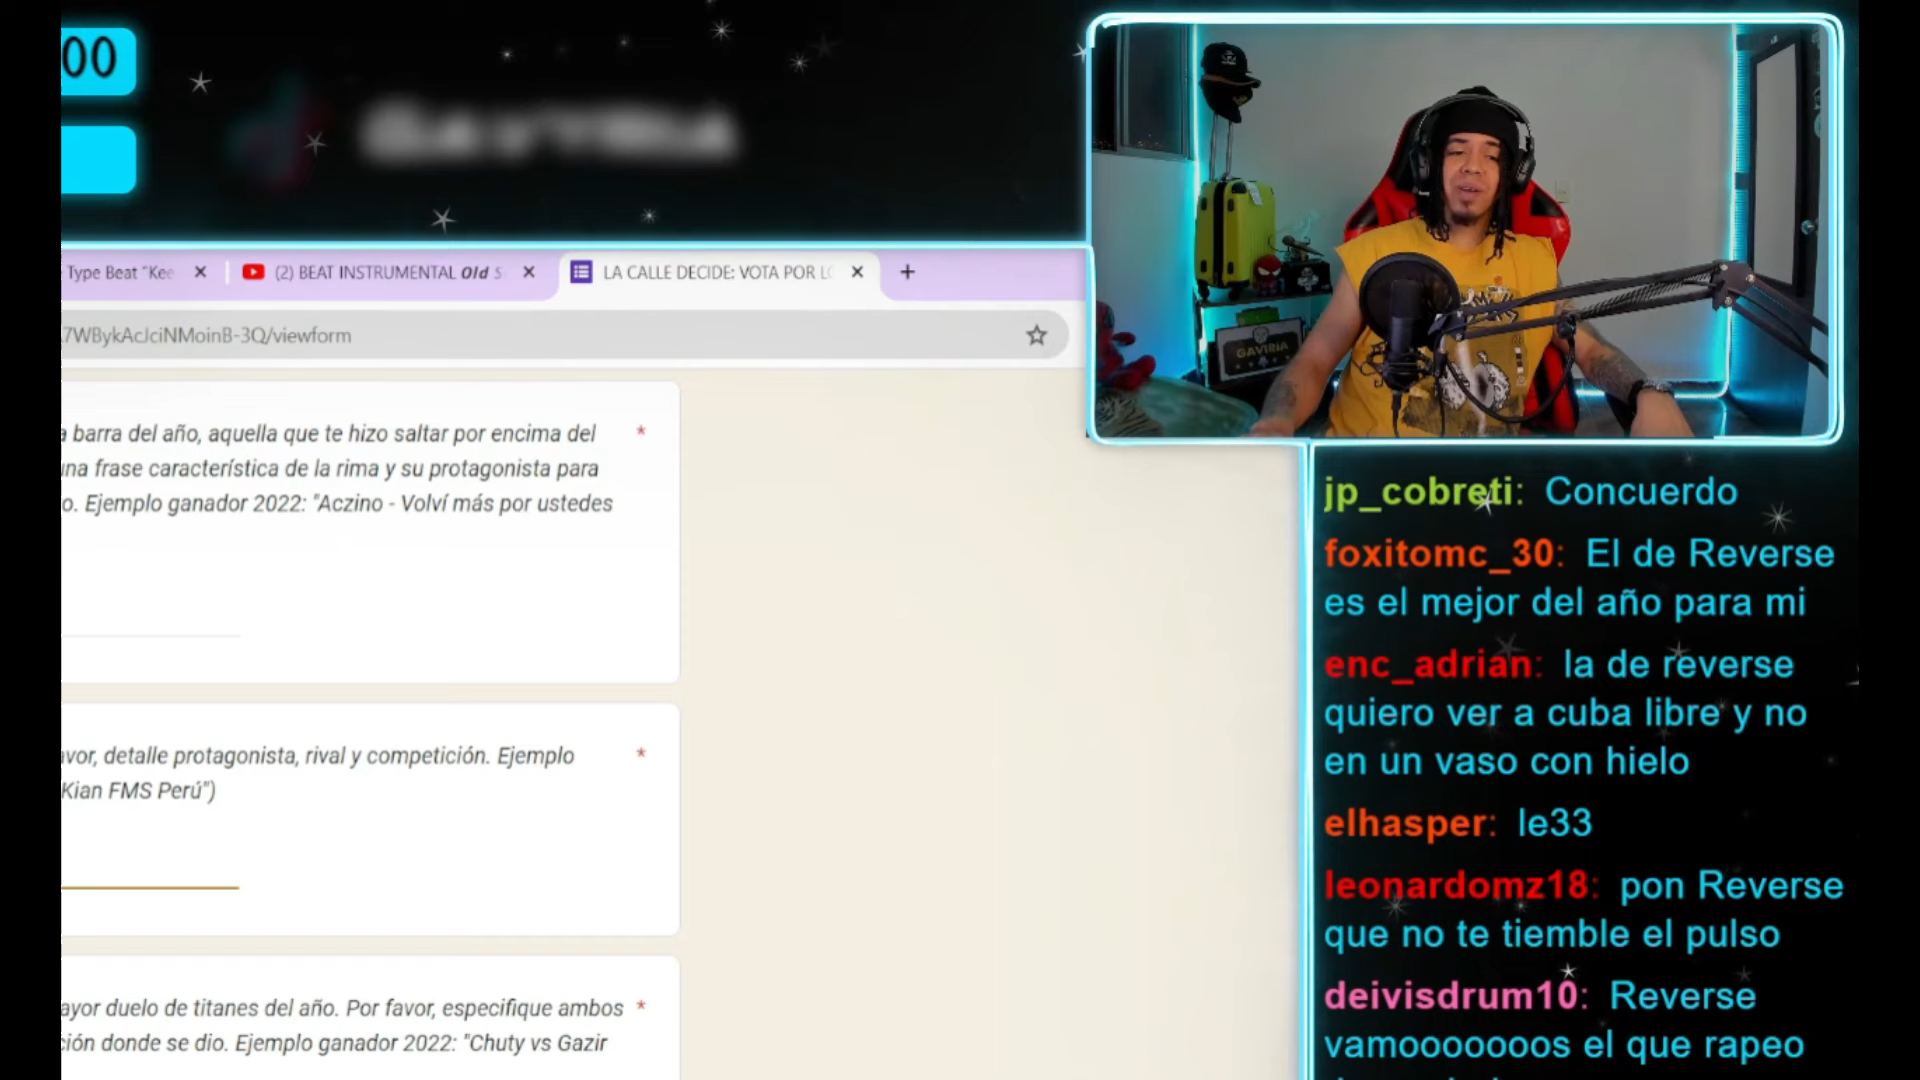 00
GAVIRIA
Type Beat "Kee
(2) BEAT INSTRUMENTAL Old S
LA CALLE DECIDE: VOTA POR LO
7WBykAcJciNMoinB-3Q/viewform
GAVIRIA
a barra del año, aquella que te hizo saltar por encima del *
una frase característica de la rima y su protagonista para
o. Ejemplo ganador 2022: "Aczino - Volví más por ustedes
avor, detalle protagonista, rival y competición. Ejemplo *
Kian FMS Perú")
ayor duelo de titanes del año. Por favor, especifique ambos *
ción donde se dio. Ejemplo ganador 2022: "Chuty vs Gazir
jp_cobreti: Concuerdo
foxitomc_30: El de Reverse
es el mejor del año para mi
enc_adrian: la de reverse
quiero ver a cuba libre y no
en un vaso con hielo
elhasper: le33
leonardomz18: pon Reverse
que no te tiemble el pulso
deivisdrum10: Reverse
vamooooooos el que rapeo